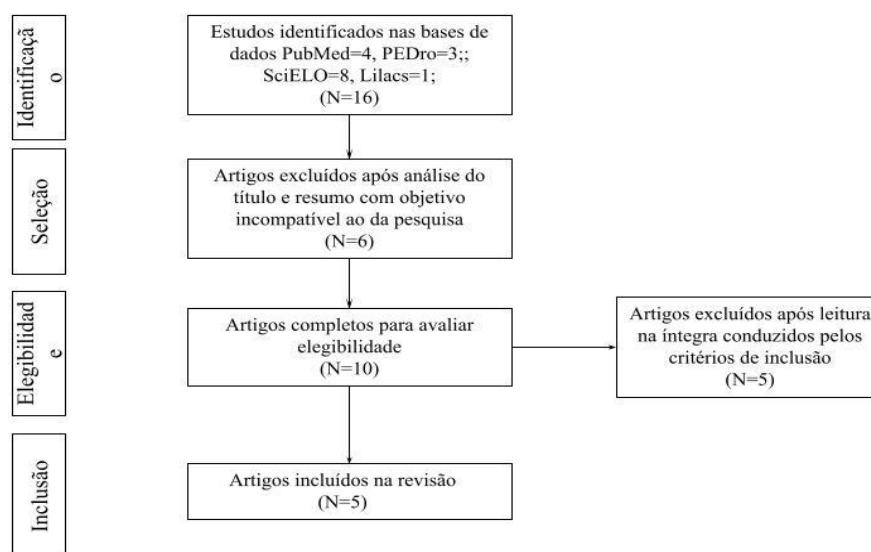 Identificaçã
o
Estudos identificados nas bases de
dados PubMed=4, PEDro=3;;
SciELO=8, Lilacs=1;
(N=16)
Seleção
Artigos excluídos após análise do
título e resumo com objetivo
incompatível ao da pesquisa
(N=6)
Elegibilidad
e
Artigos completos para avaliar
elegibilidade
(N=10)
Artigos excluídos após leitura
na íntegra conduzidos pelos
critérios de inclusão
(N=5)
Inclusão
Artigos incluídos na revisão
(N=5)